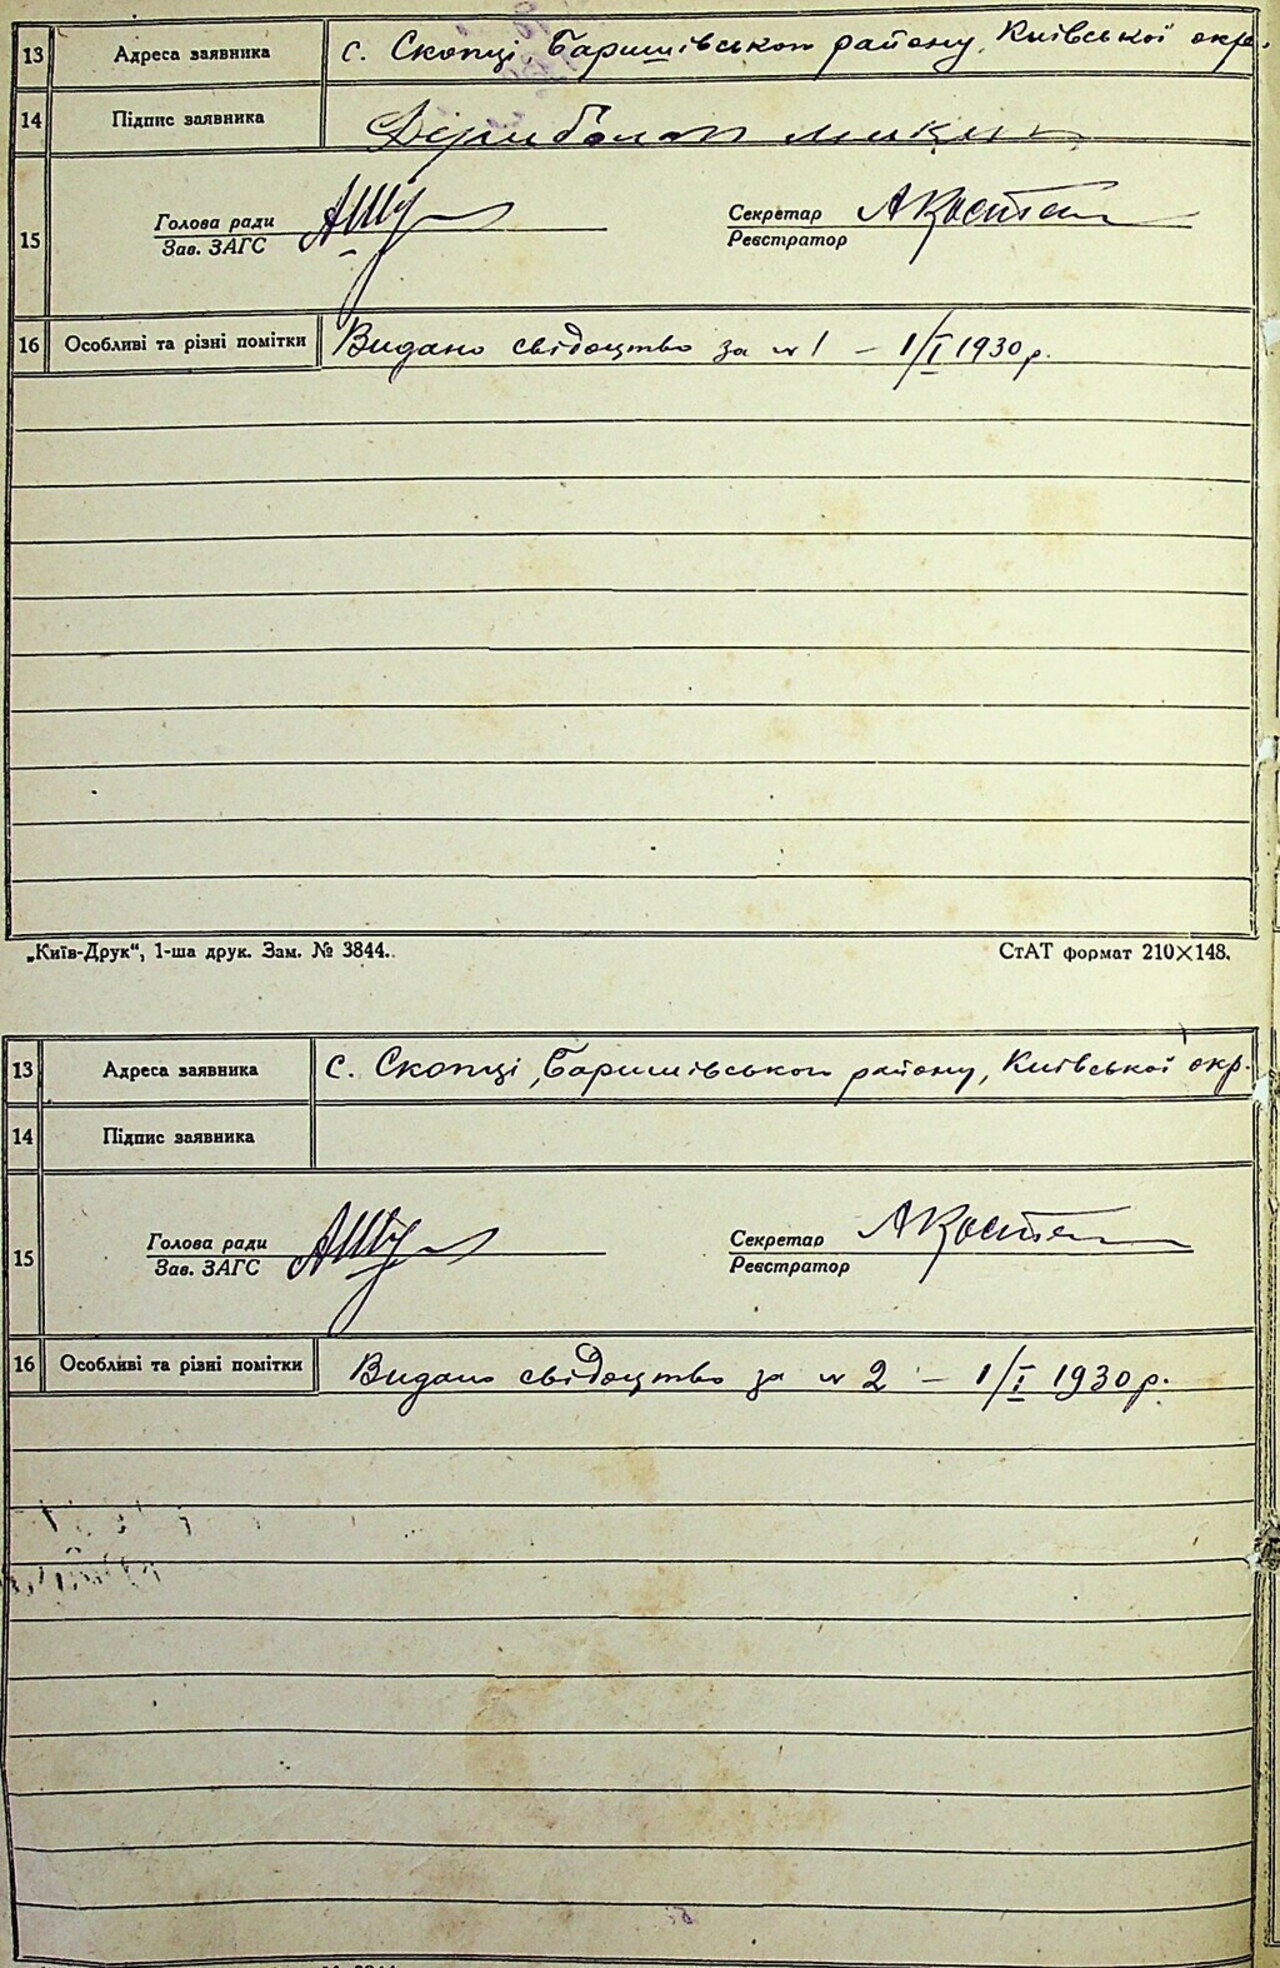 13 Адреса заявника с. Скопці, Баришівського району, Київської окр.
14 Підпис заявника
15 Голова ради Секретар
Зав. ЗАГС Реєстратор
16 Особливі та різні помітки Видано свідоцтво за № 1 – 1/I 1930 р.
„Київ-Друк“, 1-ша друк. Зам. № 3844. СтАТ формат 210×148.
13 Адреса заявника с. Скопці, Баришівського району, Київської окр.
14 Підпис заявника
15 Голова ради Секретар
Зав. ЗАГС Реєстратор
16 Особливі та різні помітки Видано свідоцтво за № 2 – 1/I 1930 р.